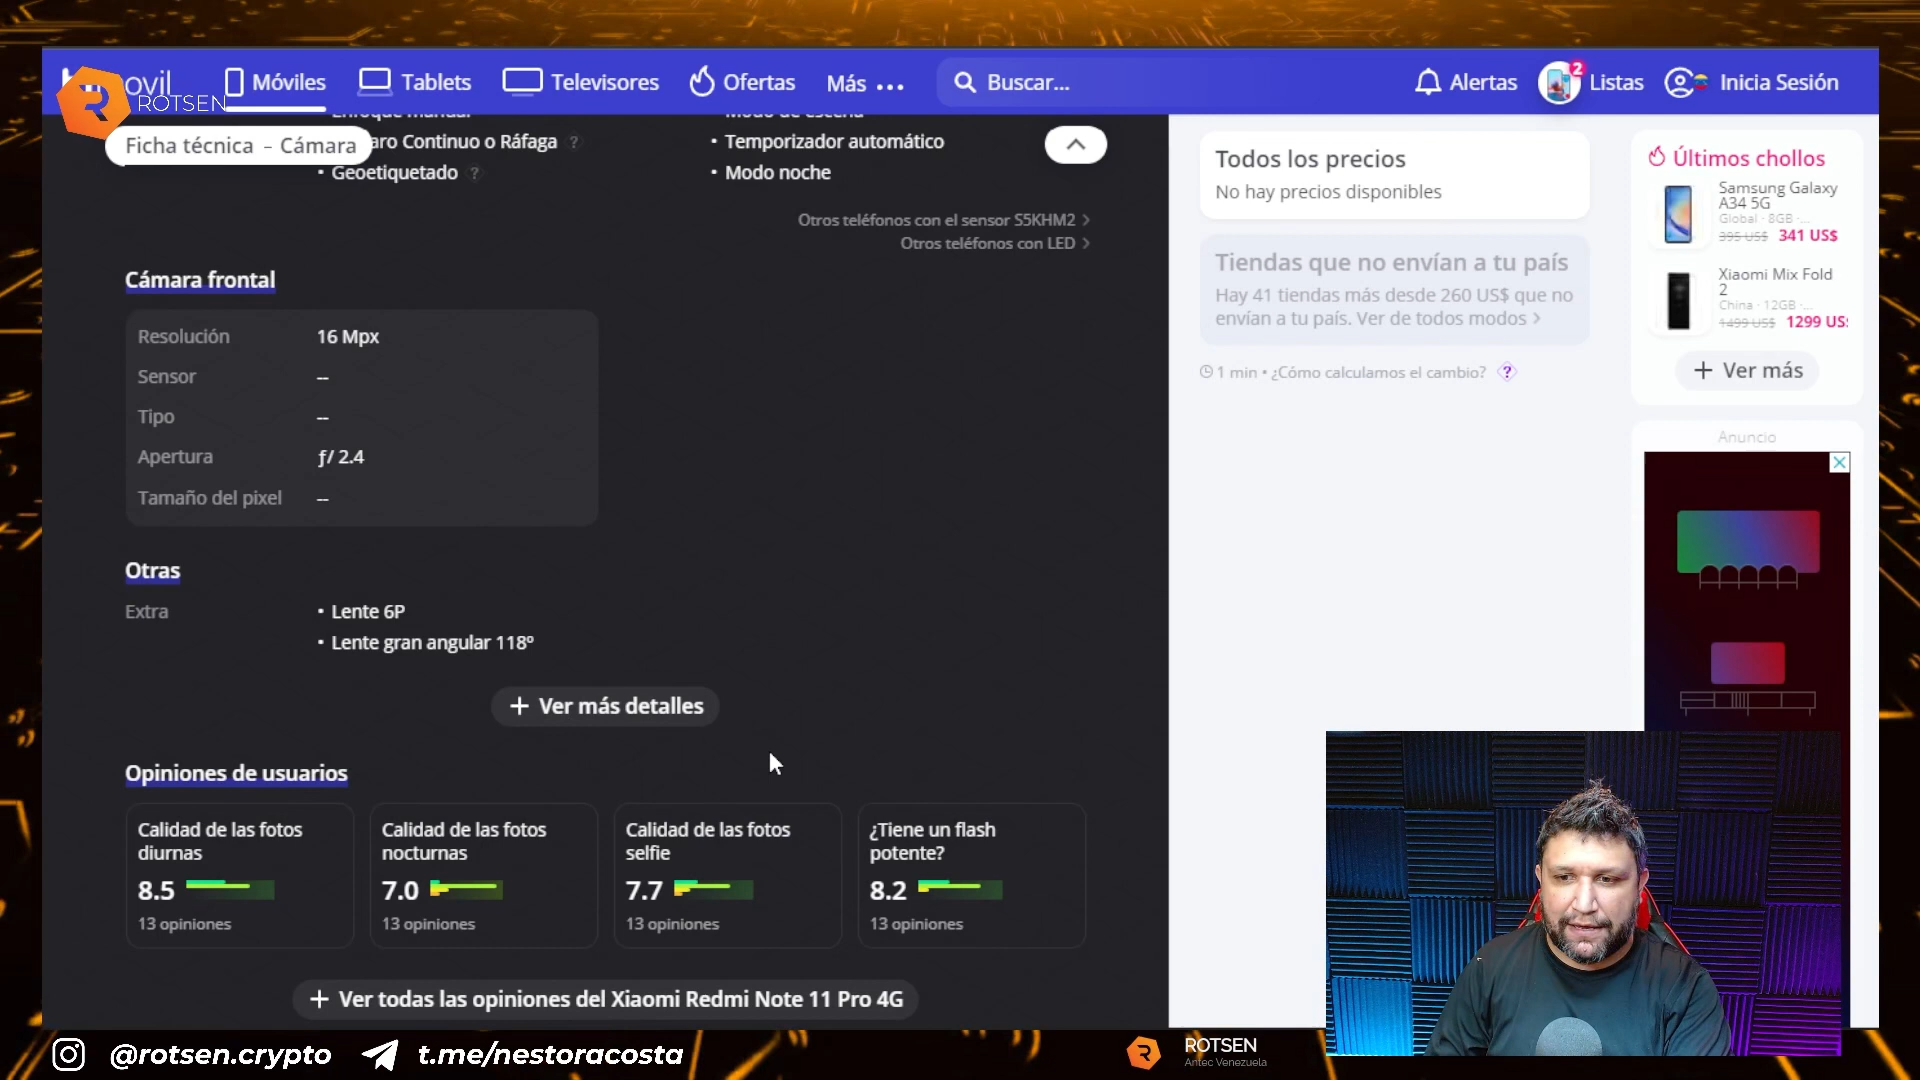 ovil
ROTSEN
Móviles
Tablets
Televisores
Ofertas
Más ...
Buscar...
Alertas
2
Listas
Inicia Sesión
Ficha técnica - Cámara
Enfoque manual
aro Continuo o Ráfaga ?
• Geoetiquetado ?
Modo de escena
• Temporizador automático
• Modo noche
Otros teléfonos con el sensor S5KHM2 >
Otros teléfonos con LED >
Cámara frontal
Resolución 16 Mpx
Sensor --
Tipo --
Apertura ƒ/ 2.4
Tamaño del pixel --
Otras
Extra • Lente 6P
• Lente gran angular 118º
+ Ver más detalles
Opiniones de usuarios
Calidad de las fotos
diurnas
8.5
13 opiniones
Calidad de las fotos
nocturnas
7.0
13 opiniones
Calidad de las fotos
selfie
7.7
13 opiniones
¿Tiene un flash
potente?
8.2
13 opiniones
+ Ver todas las opiniones del Xiaomi Redmi Note 11 Pro 4G
Todos los precios
No hay precios disponibles
Tiendas que no envían a tu país
Hay 41 tiendas más desde 260 US$ que no
envían a tu país. Ver de todos modos >
1 min • ¿Cómo calculamos el cambio? ?
Últimos chollos
Samsung Galaxy
A34 5G
Global · 8GB ·...
395 US$ 341 US$
Xiaomi Mix Fold
2
China · 12GB ·...
1499 US$ 1299 US
+ Ver más
Anuncio
@rotsen.crypto
t.me/nestoracosta
ROTSEN
Antec Venezuela